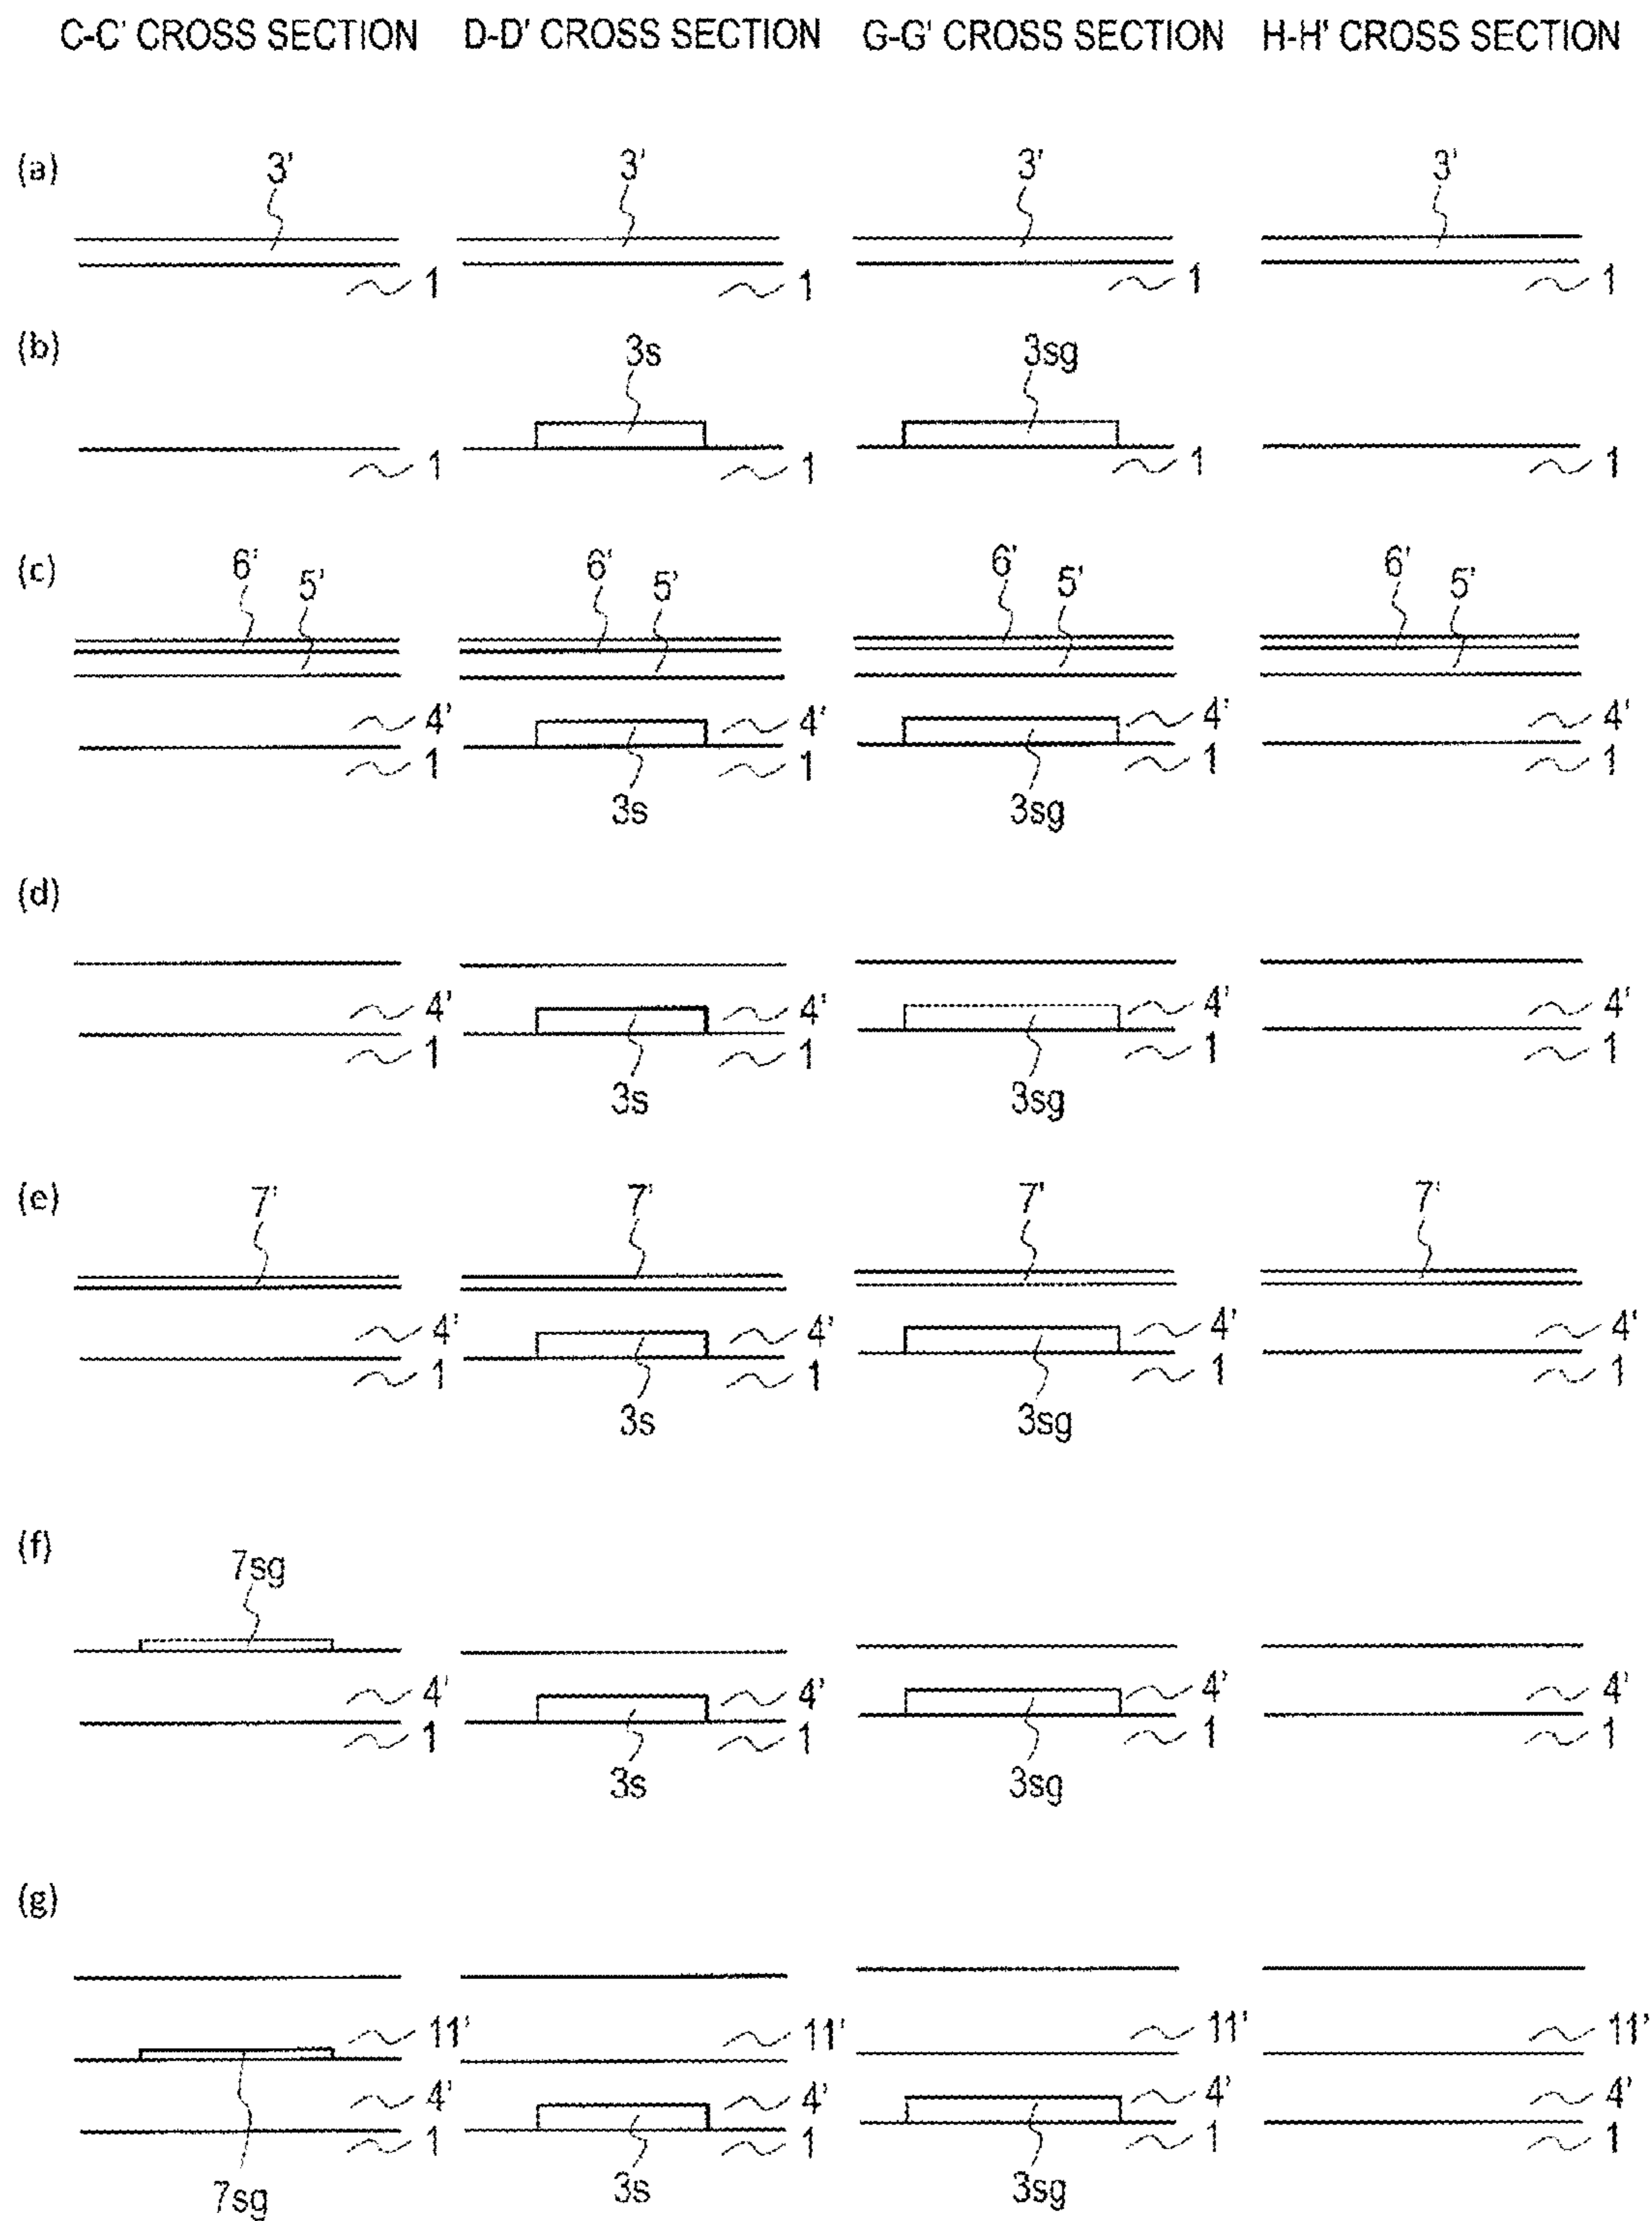 C-C' CROSS SECTION D-D' CROSS SECTION G-G' CROSS SECTION H-H' CROSS SECTION
(a) 3' 3' 3' 3'
1 1 1 1
(b) 3s 3sg
1 1 1 1
(c) 6' 5' 6' 5' 6' 5' 6' 5'
4' 4' 4' 4'
1 1 1 1
3s 3sg
(d)
4' 4' 4' 4'
1 1 1 1
3s 3sg
(e) 7' 7' 7' 7'
4' 4' 4' 4'
1 1 1 1
3s 3sg
(f) 7sg
4' 4' 4' 4'
1 1 1 1
3s 3sg
(g)
11' 11' 11' 11'
4' 4' 4' 4'
1 1 1 1
7sg 3s 3sg